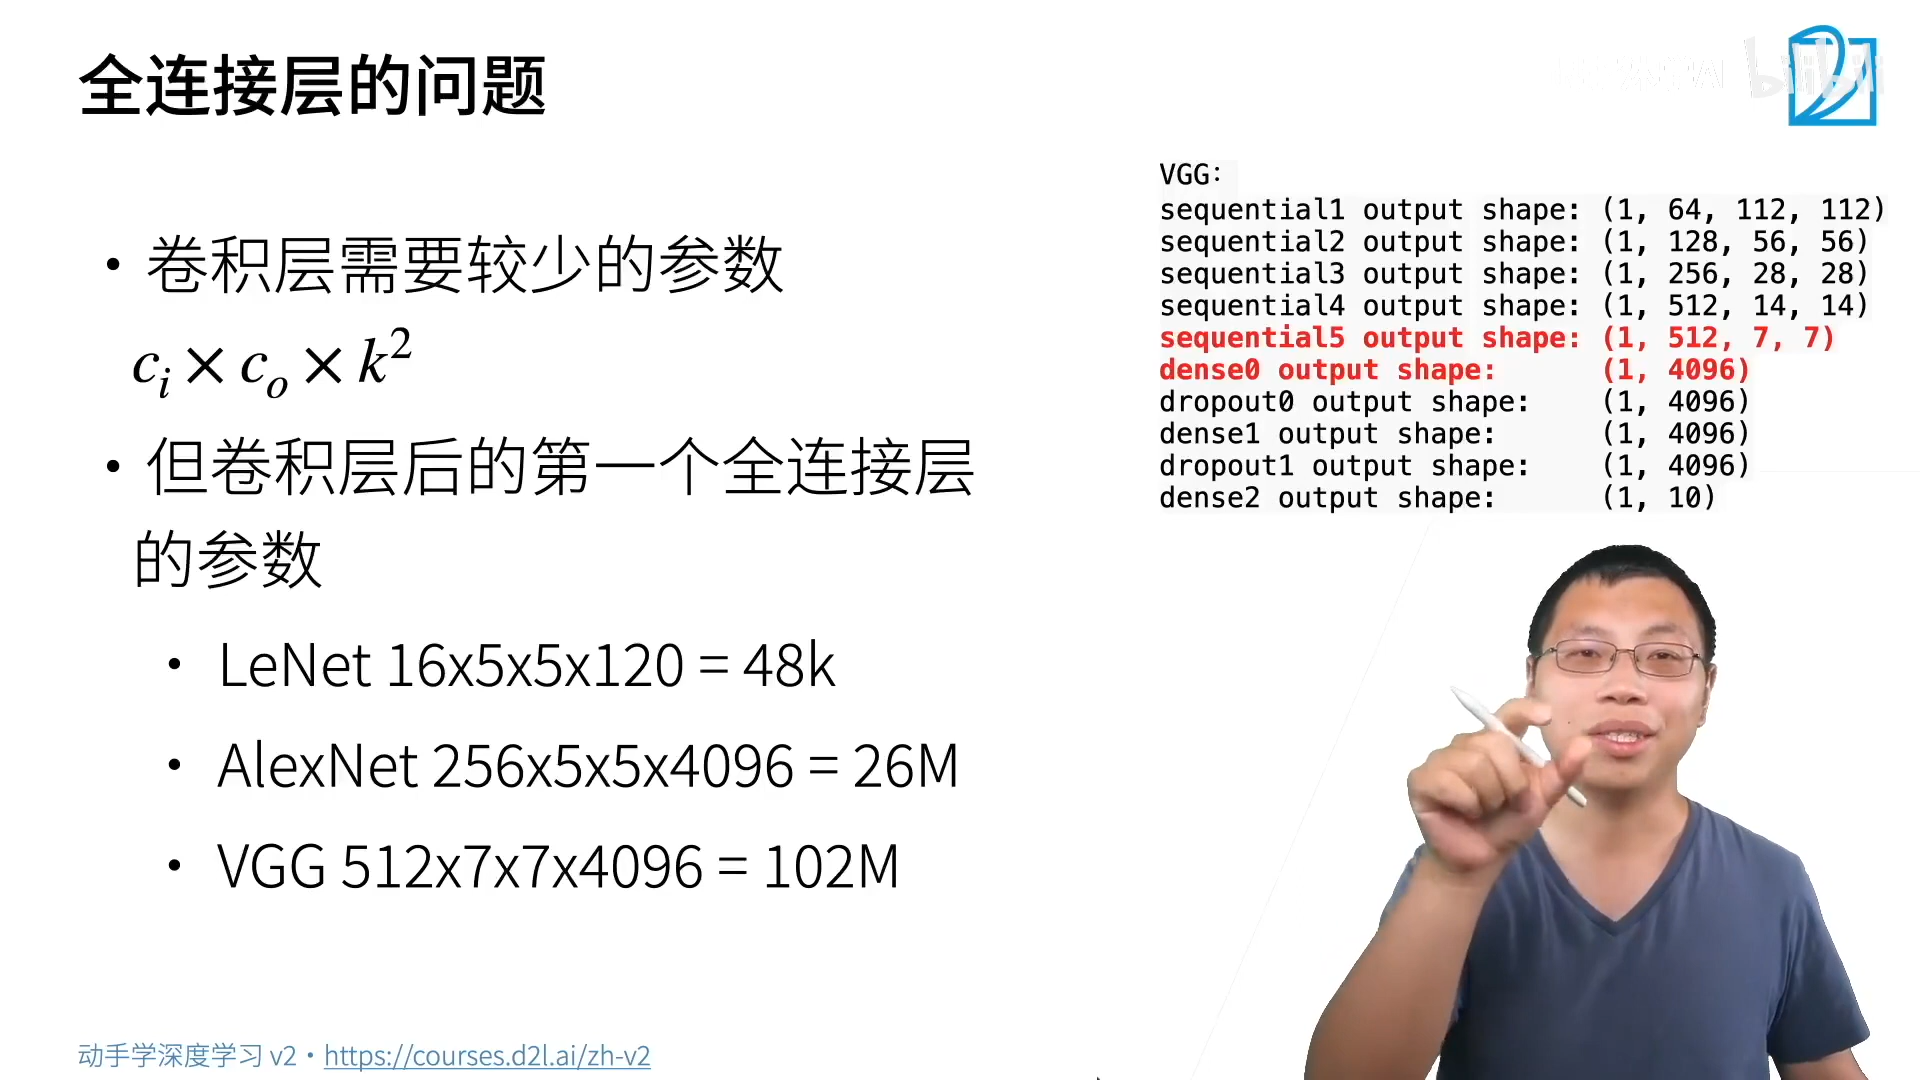 全连接层的问题
bilibili
• 卷积层需要较少的参数
cᵢ × cₒ × k²
• 但卷积层后的第一个全连接层
的参数
• LeNet 16x5x5x120 = 48k
• AlexNet 256x5x5x4096 = 26M
• VGG 512x7x7x4096 = 102M
VGG:
sequential1 output shape: (1, 64, 112, 112)
sequential2 output shape: (1, 128, 56, 56)
sequential3 output shape: (1, 256, 28, 28)
sequential4 output shape: (1, 512, 14, 14)
sequential5 output shape: (1, 512, 7, 7)
dense0 output shape: (1, 4096)
dropout0 output shape: (1, 4096)
dense1 output shape: (1, 4096)
dropout1 output shape: (1, 4096)
dense2 output shape: (1, 10)
动手学深度学习 v2 • https://courses.d2l.ai/zh-v2